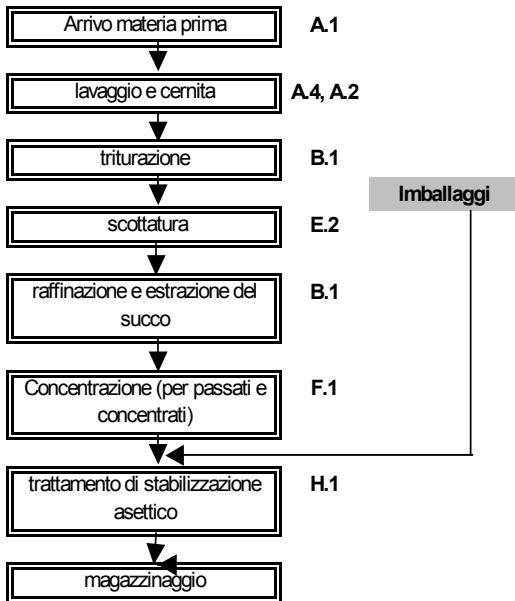 Arrivo materia prima A.1
lavaggio e cernita A.4, A.2
triturazione B.1
Imballaggi
scottatura E.2
raffinazione e estrazione del B.1
succo
Concentrazione (per passati e F.1
concentrati)
trattamento di stabilizzazione H.1
asettico
magazzinaggio